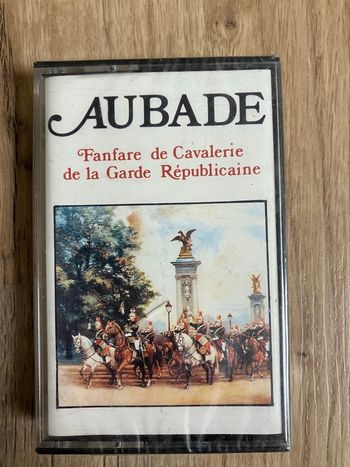 AUBADE
Fanfare de Cavalerie
de la Garde Républicaine